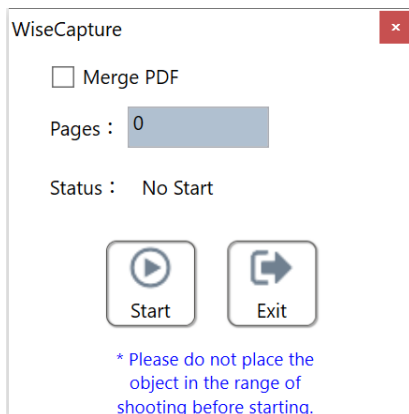 WiseCapture
Merge PDF
Pages： 0
Status： No Start
Start Exit
* Please do not place the
object in the range of
shooting before starting.